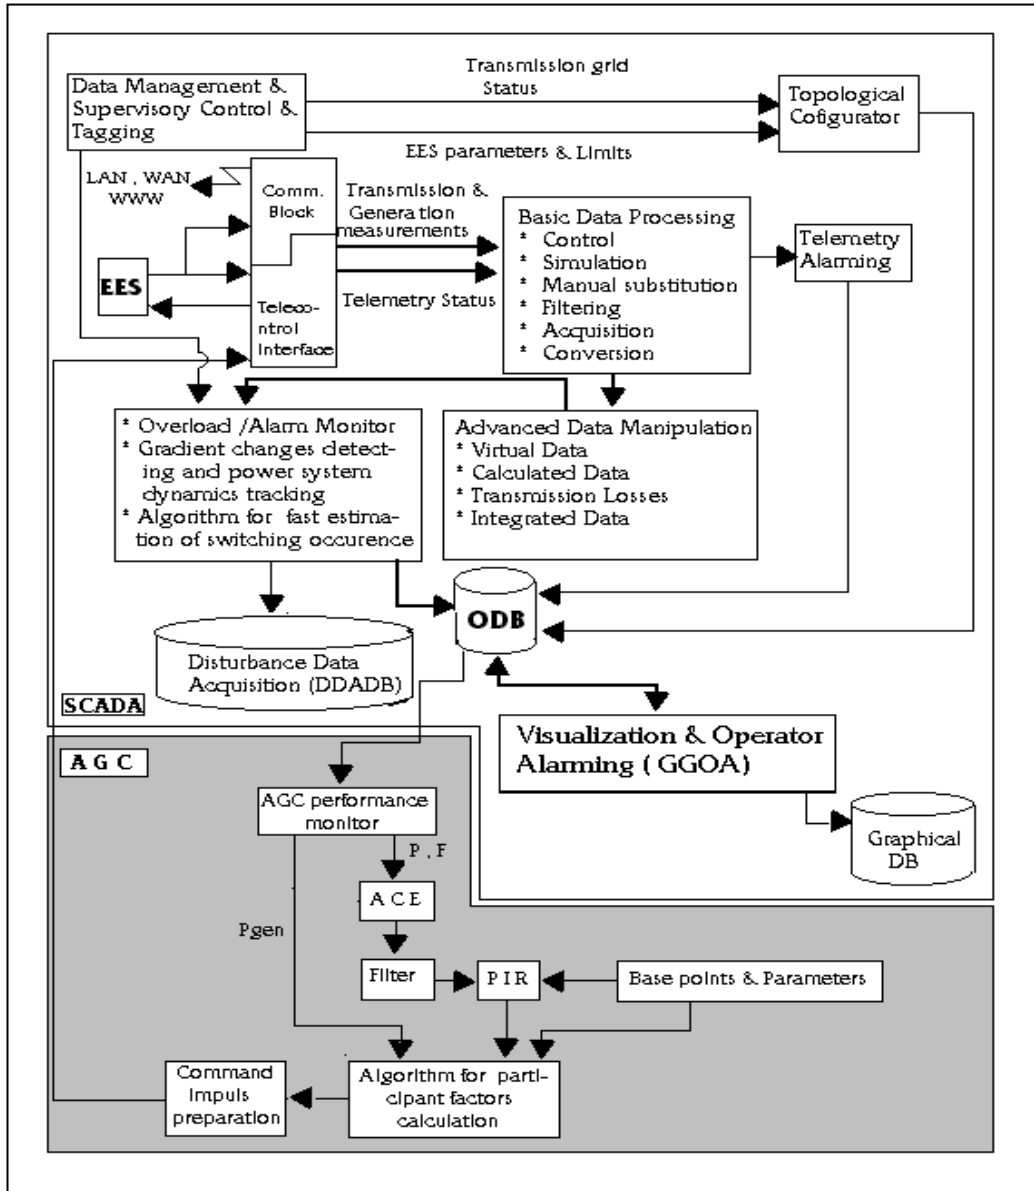 Transmission grid
Status
Data Management &
Supervisory Control &
Tagging
Topological
Cofigurator
EES parameters & Limits
LAN , WAN
WWW
Comm.
Block
Transmission &
Generation
measurements
Basic Data Processing
* Control
* Simulation
* Manual substitution
* Filtering
* Acquisition
* Conversion
Telemetry
Alarming
EES
Telemetry Status
Teleco-
ntrol
Interface
* Overload /Alarm Monitor
* Gradient changes detect-
ing and power system
dynamics tracking
* Algorithm for fast estima-
tion of switching occurence
Advanced Data Manipulation
* Virtual Data
* Calculated Data
* Transmission Losses
* Integrated Data
ODB
Disturbance Data
Acquisition (DDADB)
SCADA
Visualization & Operator
Alarming ( GGOA)
A G C
AGC performance
monitor
Graphical
DB
P , F
A C E
Pgen
Filter
P I R
Base points & Parameters
Command
impuls
preparation
Algorithm for parti-
cipant factors
calculation